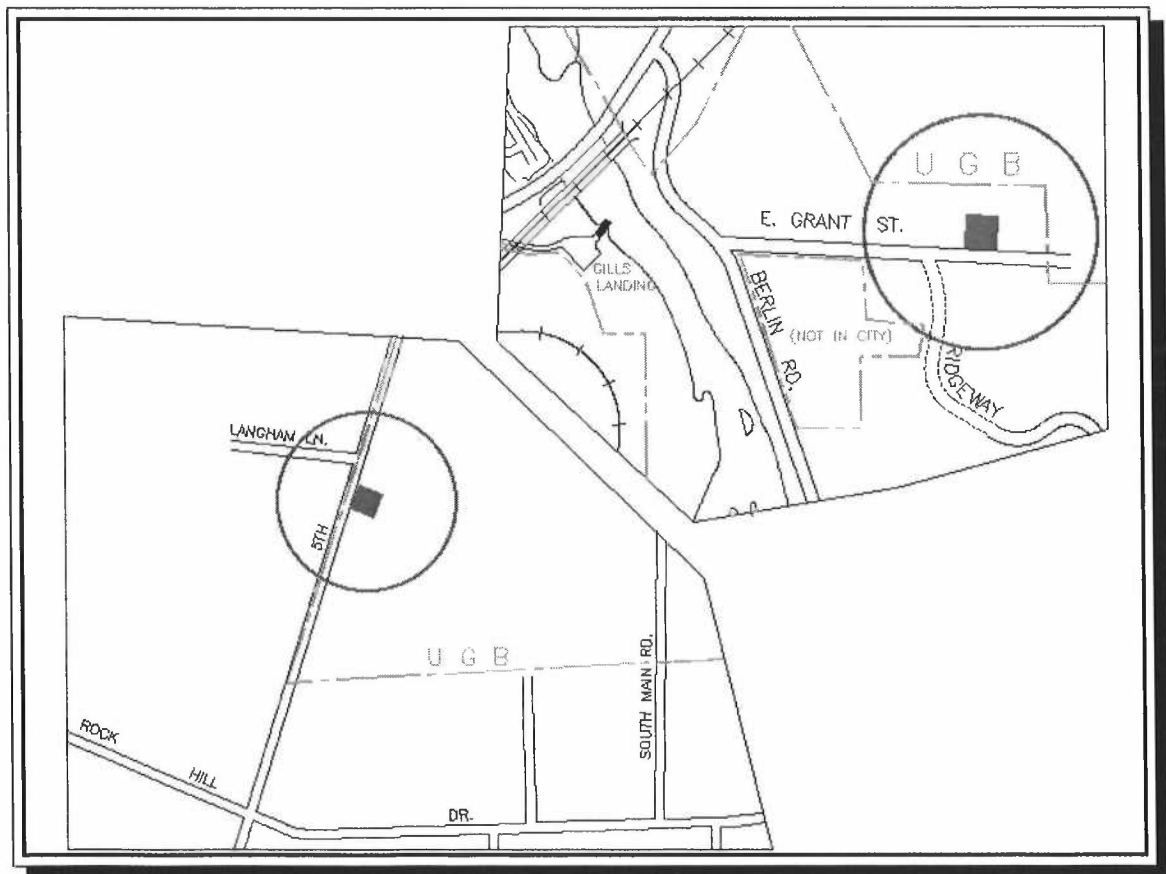 U G B
E. GRANT ST.
GILLS
LANDING
BERLIN RD.
(NOT IN CITY)
RIDGEWAY
LANGHAM LN.
5TH
U G B
SOUTH MAIN RD.
ROCK HILL DR.